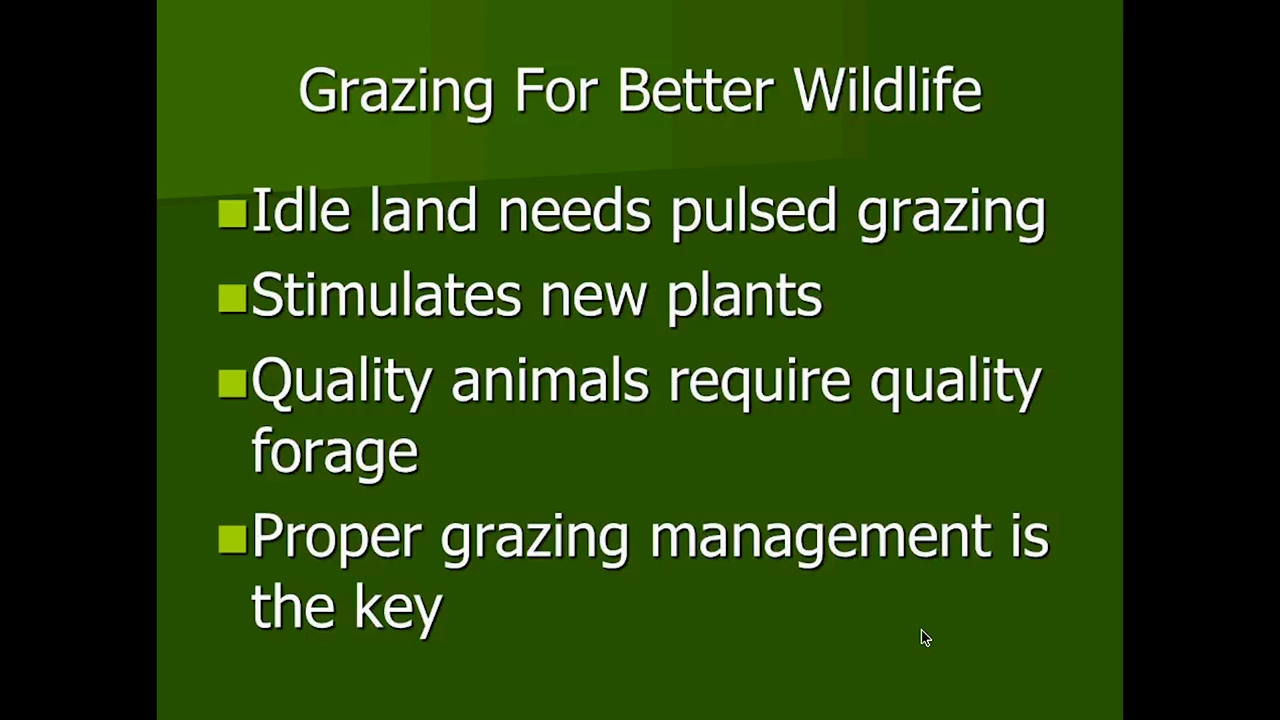 Grazing For Better Wildlife
Idle land needs pulsed grazing
Stimulates new plants
Quality animals require quality
forage
Proper grazing management is
the key